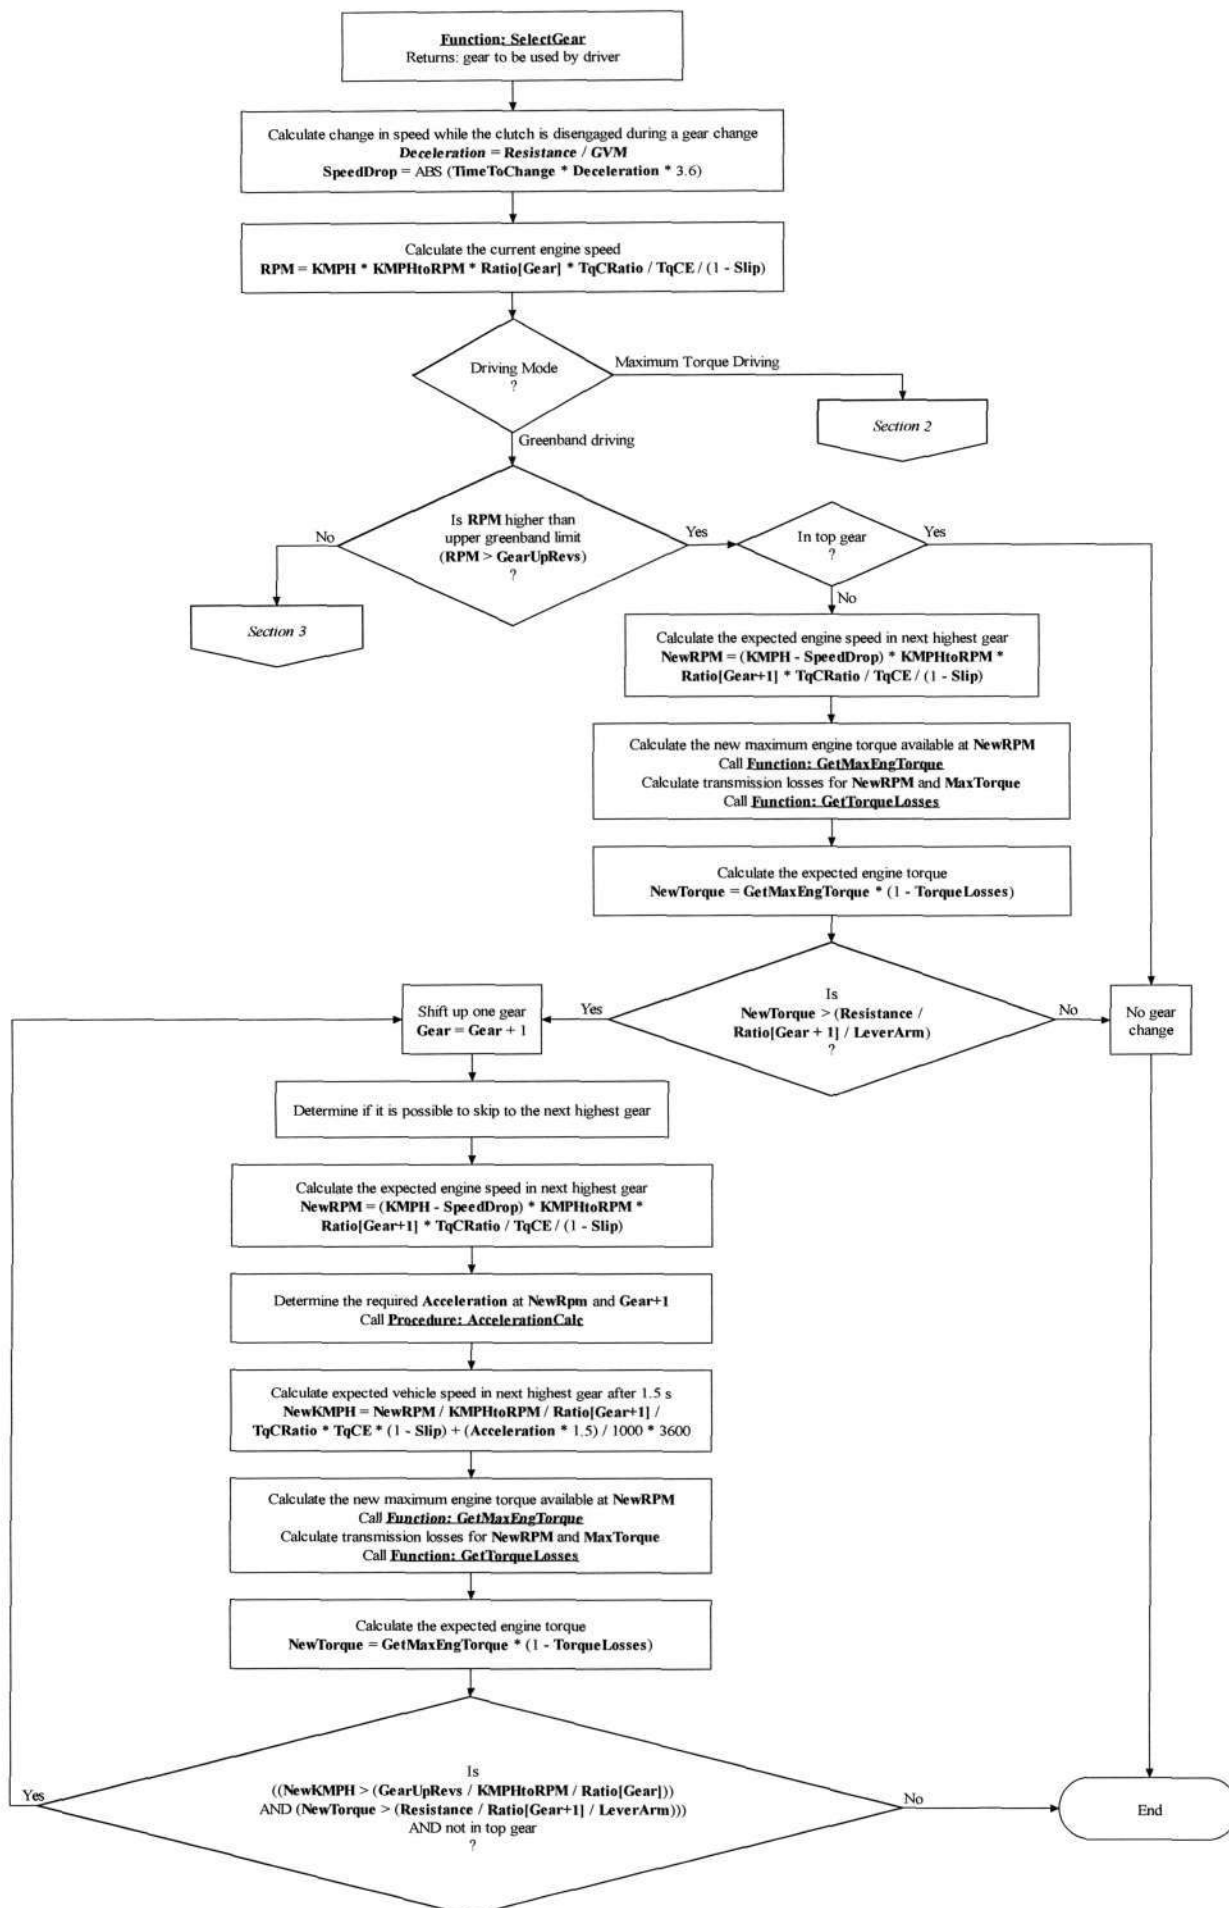 Function: SelectGear
Returns: gear to be used by driver
Calculate change in speed while the clutch is disengaged during a gear change
Deceleration = Resistance / GVM
SpeedDrop = ABS (TimeToChange * Deceleration * 3.6)
Calculate the current engine speed
RPM = KMPH * KMPHtoRPM * Ratio[Gear] * TqCRatio / TqCE / (1 - Slip)
Driving Mode
?
Maximum Torque Driving
Section 2
Greenband driving
Is RPM higher than
upper greenband limit
(RPM > GearUpRevs)
?
No
Yes
In top gear
?
Yes
No
Section 3
Calculate the expected engine speed in next highest gear
NewRPM = (KMPH - SpeedDrop) * KMPHtoRPM *
Ratio[Gear+1] * TqCRatio / TqCE / (1 - Slip)
Calculate the new maximum engine torque available at NewRPM
Call Function: GetMaxEngTorque
Calculate transmission losses for NewRPM and MaxTorque
Call Function: GetTorqueLosses
Calculate the expected engine torque
NewTorque = GetMaxEngTorque * (1 - TorqueLosses)
Is
NewTorque > (Resistance /
Ratio[Gear + 1] / LeverArm)
?
Yes
No
Shift up one gear
Gear = Gear + 1
No gear
change
Determine if it is possible to skip to the next highest gear
Calculate the expected engine speed in next highest gear
NewRPM = (KMPH - SpeedDrop) * KMPHtoRPM *
Ratio[Gear+1] * TqCRatio / TqCE / (1 - Slip)
Determine the required Acceleration at NewRpm and Gear+1
Call Procedure: AccelerationCalc
Calculate expected vehicle speed in next highest gear after 1.5 s
NewKMPH = NewRPM / KMPHtoRPM / Ratio[Gear+1] /
TqCRatio * TqCE * (1 - Slip) + (Acceleration * 1.5) / 1000 * 3600
Calculate the new maximum engine torque available at NewRPM
Call Function: GetMaxEngTorque
Calculate transmission losses for NewRPM and MaxTorque
Call Function: GetTorqueLosses
Calculate the expected engine torque
NewTorque = GetMaxEngTorque * (1 - TorqueLosses)
Is
((NewKMPH > (GearUpRevs / KMPHtoRPM / Ratio[Gear]))
AND (NewTorque > (Resistance / Ratio[Gear+1] / LeverArm)))
AND not in top gear
?
Yes
No
End